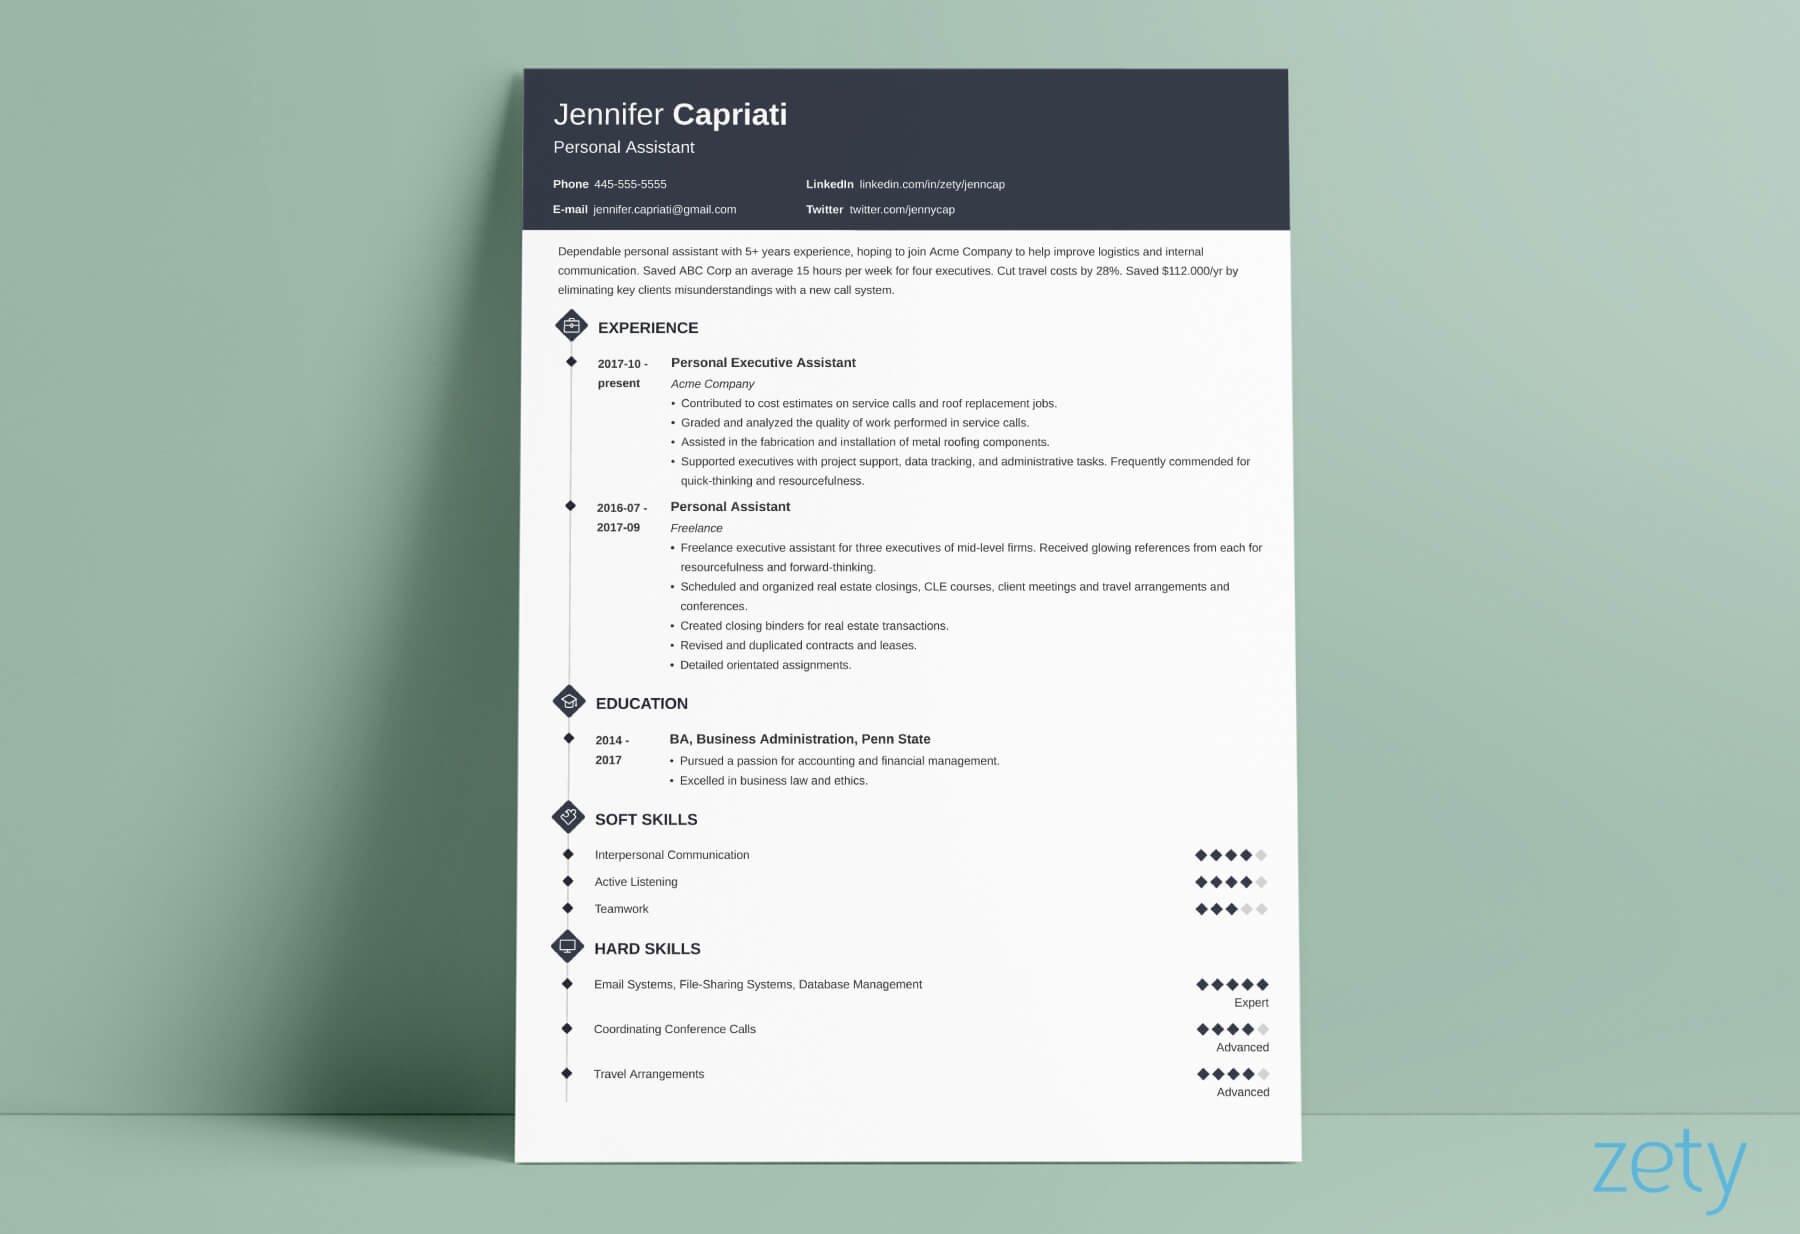 Jennifer Capriati
Personal Assistant
Phone 445-555-5555
LinkedIn linkedin.com/in/zety/jenncap
E-mail jennifer.capriati@gmail.com
Twitter twitter.com/jennycap
Dependable personal assistant with 5+ years experience, hoping to join Acme Company to help improve logistics and internal
communication. Saved ABC Corp an average 15 hours per week for four executives. Cut travel costs by 28%. Saved $112.000/yr by
eliminating key clients misunderstandings with a new call system.
EXPERIENCE
2017-10 -
present
Personal Executive Assistant
Acme Company
• Contributed to cost estimates on service calls and roof replacement jobs.
• Graded and analyzed the quality of work performed in service calls.
• Assisted in the fabrication and installation of metal roofing components.
• Supported executives with project support, data tracking, and administrative tasks. Frequently commended for
quick-thinking and resourcefulness.
2016-07 -
2017-09
Personal Assistant
Freelance
• Freelance executive assistant for three executives of mid-level firms. Received glowing references from each for
resourcefulness and forward-thinking.
• Scheduled and organized real estate closings, CLE courses, client meetings and travel arrangements and
conferences.
• Created closing binders for real estate transactions.
• Revised and duplicated contracts and leases.
• Detailed orientated assignments.
EDUCATION
2014 -
2017
BA, Business Administration, Penn State
• Pursued a passion for accounting and financial management.
• Excelled in business law and ethics.
SOFT SKILLS
Interpersonal Communication
Active Listening
Teamwork
HARD SKILLS
Email Systems, File-Sharing Systems, Database Management
Expert
Coordinating Conference Calls
Advanced
Travel Arrangements
Advanced
zety